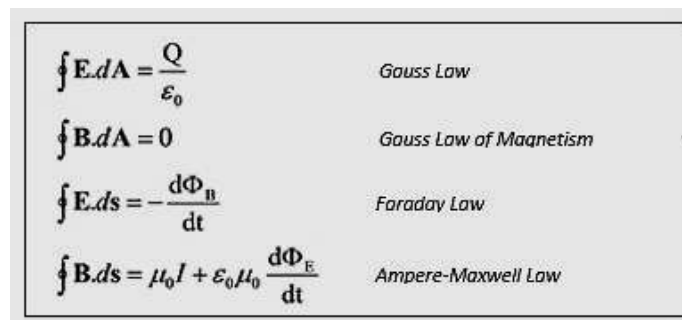 ∮ E.dA = Q/ε₀ Gauss Law
∮ B.dA = 0 Gauss Law of Magnetism
∮ E.ds = − dΦ_B/dt Faraday Law
∮ B.ds = μ₀I + ε₀μ₀ dΦ_E/dt Ampere-Maxwell Law